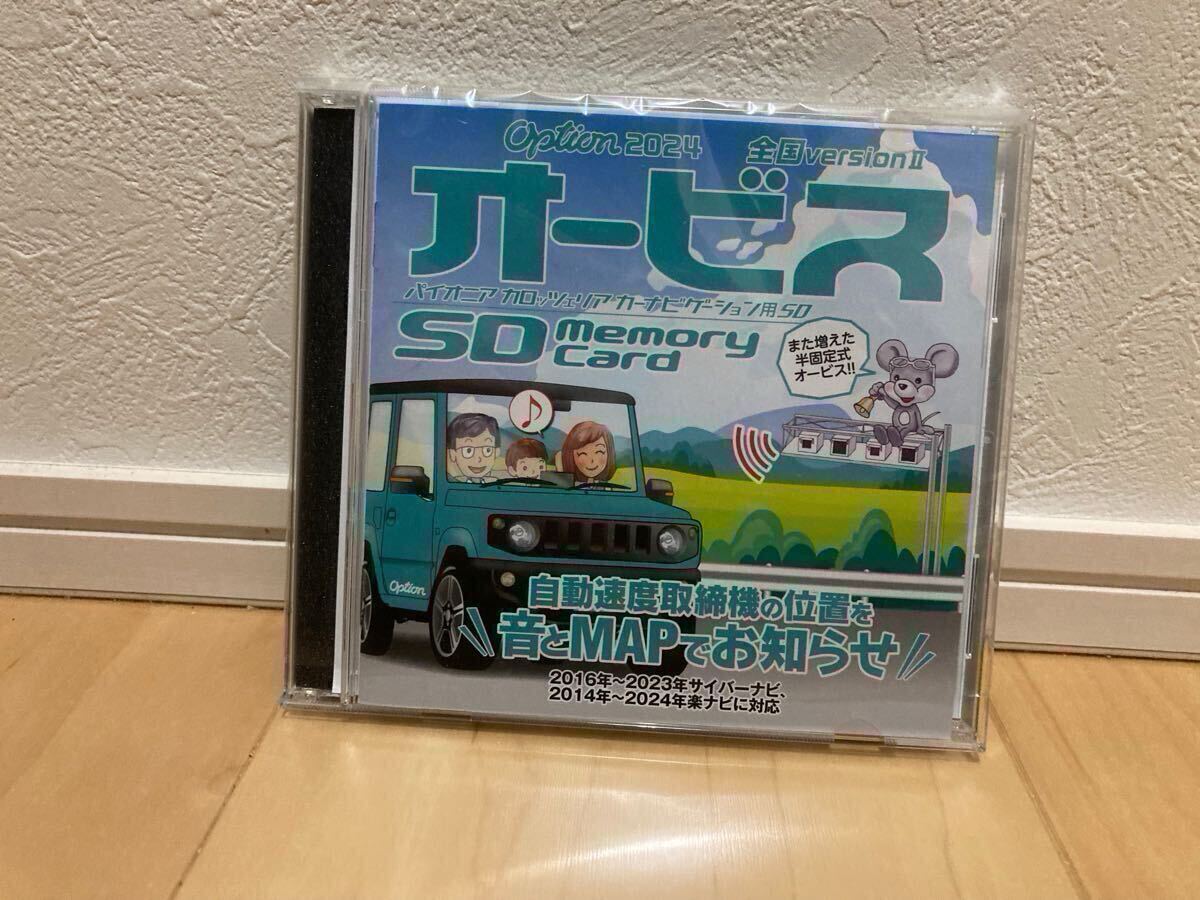 Option 2024 全国versionⅡ
オービス
パイオニア カロッツェリア カーナビゲーション用SD
SD Memory Card
また増えた
半固定式
オービス!!
Option
自動速度取締機の位置を
音とMAPでお知らせ
2016年～2023年サイバーナビ、
2014年～2024年楽ナビに対応